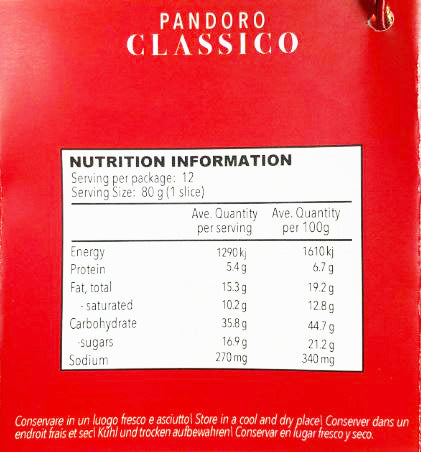 PANDORO
CLASSICO
NUTRITION INFORMATION
Serving per package: 12
Serving Size: 80 g (1 slice)
Ave. Quantity per serving Ave. Quantity per 100g
Energy 1290kj 1610kj
Protein 5.4 g 6.7 g
Fat, total 15.3 g 19.2 g
- saturated 10.2 g 12.8 g
Carbohydrate 35.8 g 44.7 g
-sugars 16.9 g 21.2 g
Sodium 270 mg 340 mg
Conservare in un luogo fresco e asciutto\ Store in a cool and dry place\ Conserver dans un
endroit frais et sec\ Kühl und trocken aufbewahren\ Conservar en lugar fresco y seco.